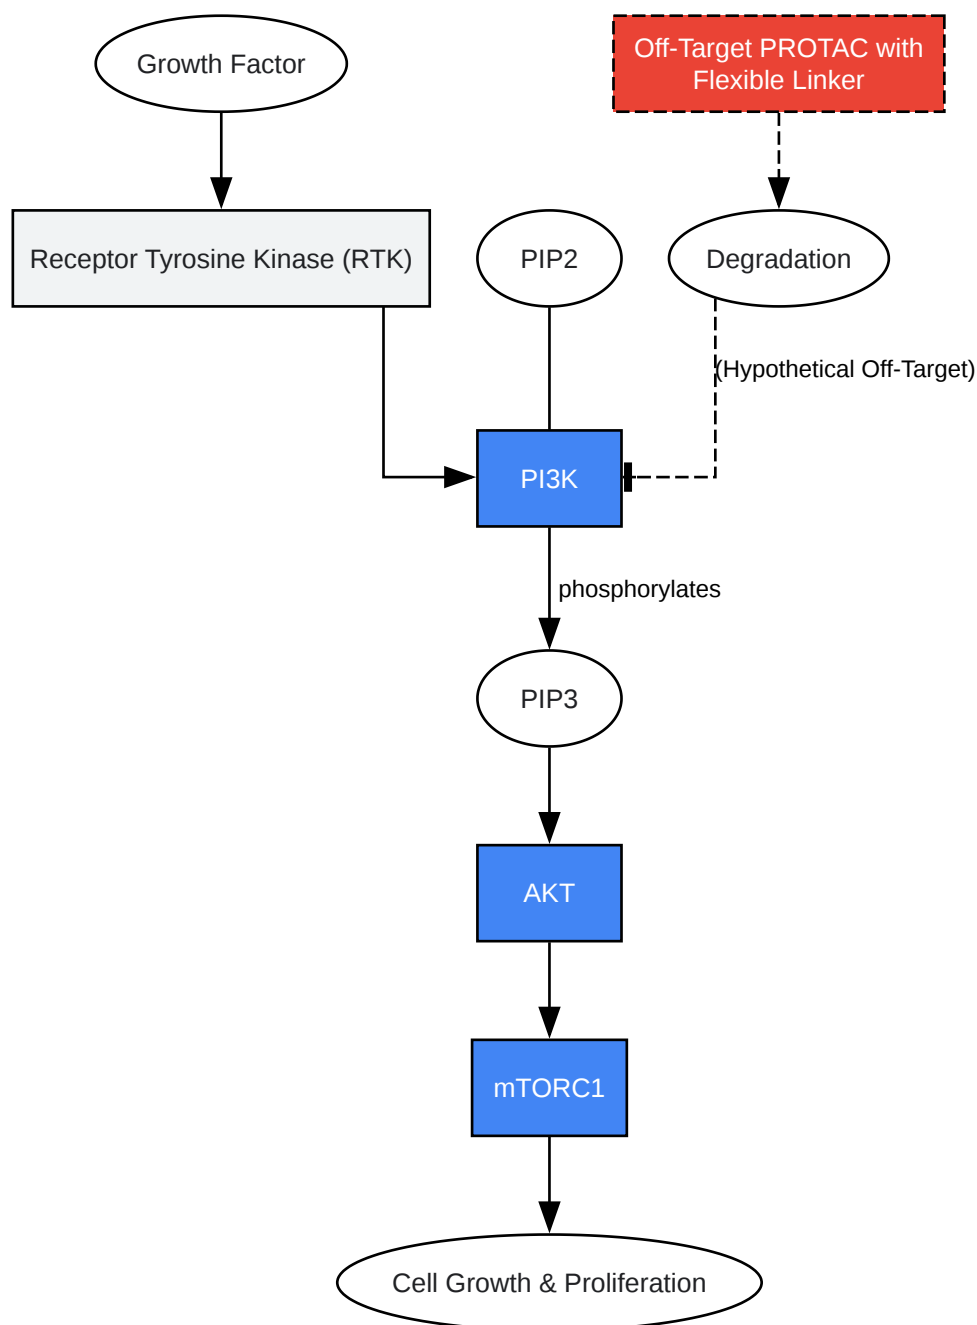 Growth Factor
Off-Target PROTAC with
Flexible Linker
Receptor Tyrosine Kinase (RTK)
PIP2
Degradation
(Hypothetical Off-Target)
PI3K
phosphorylates
PIP3
AKT
mTORC1
Cell Growth & Proliferation